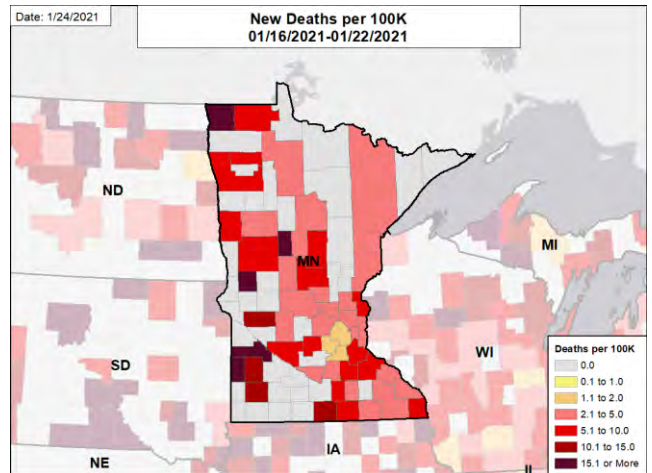 Date: 1/24/2021
New Deaths per 100K
01/16/2021-01/22/2021
ND
MN
MI
SD
WI
NE
IA
IL
Deaths per 100K
0.0
0.1 to 1.0
1.1 to 2.0
2.1 to 5.0
5.1 to 10.0
10.1 to 15.0
15.1 or More